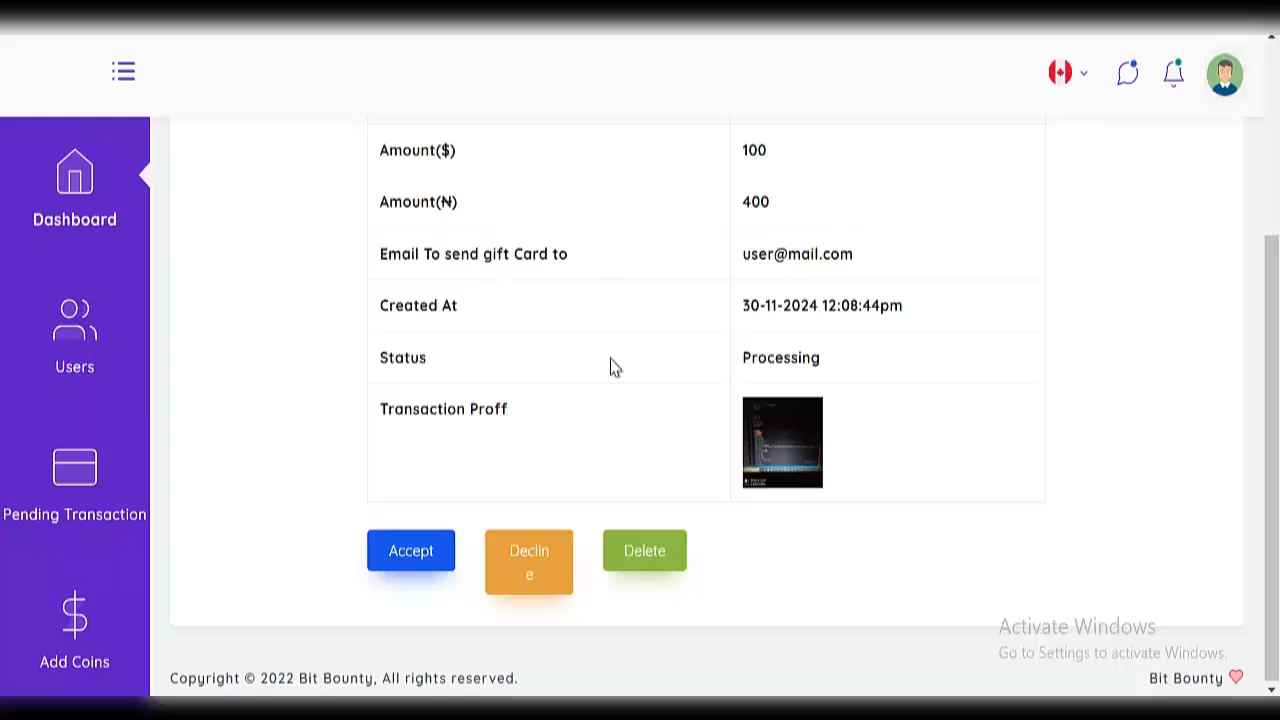 Amount($) 100
Dashboard
Amount(₦) 400
Email To send gift Card to user@mail.com
Created At 30-11-2024 12:08:44pm
Users
Status Processing
Transaction Proff
Pending Transaction
Accept
Declin
e
Delete
Add Coins
Activate Windows
Go to Settings to activate Windows.
Copyright © 2022 Bit Bounty, All rights reserved.
Bit Bounty